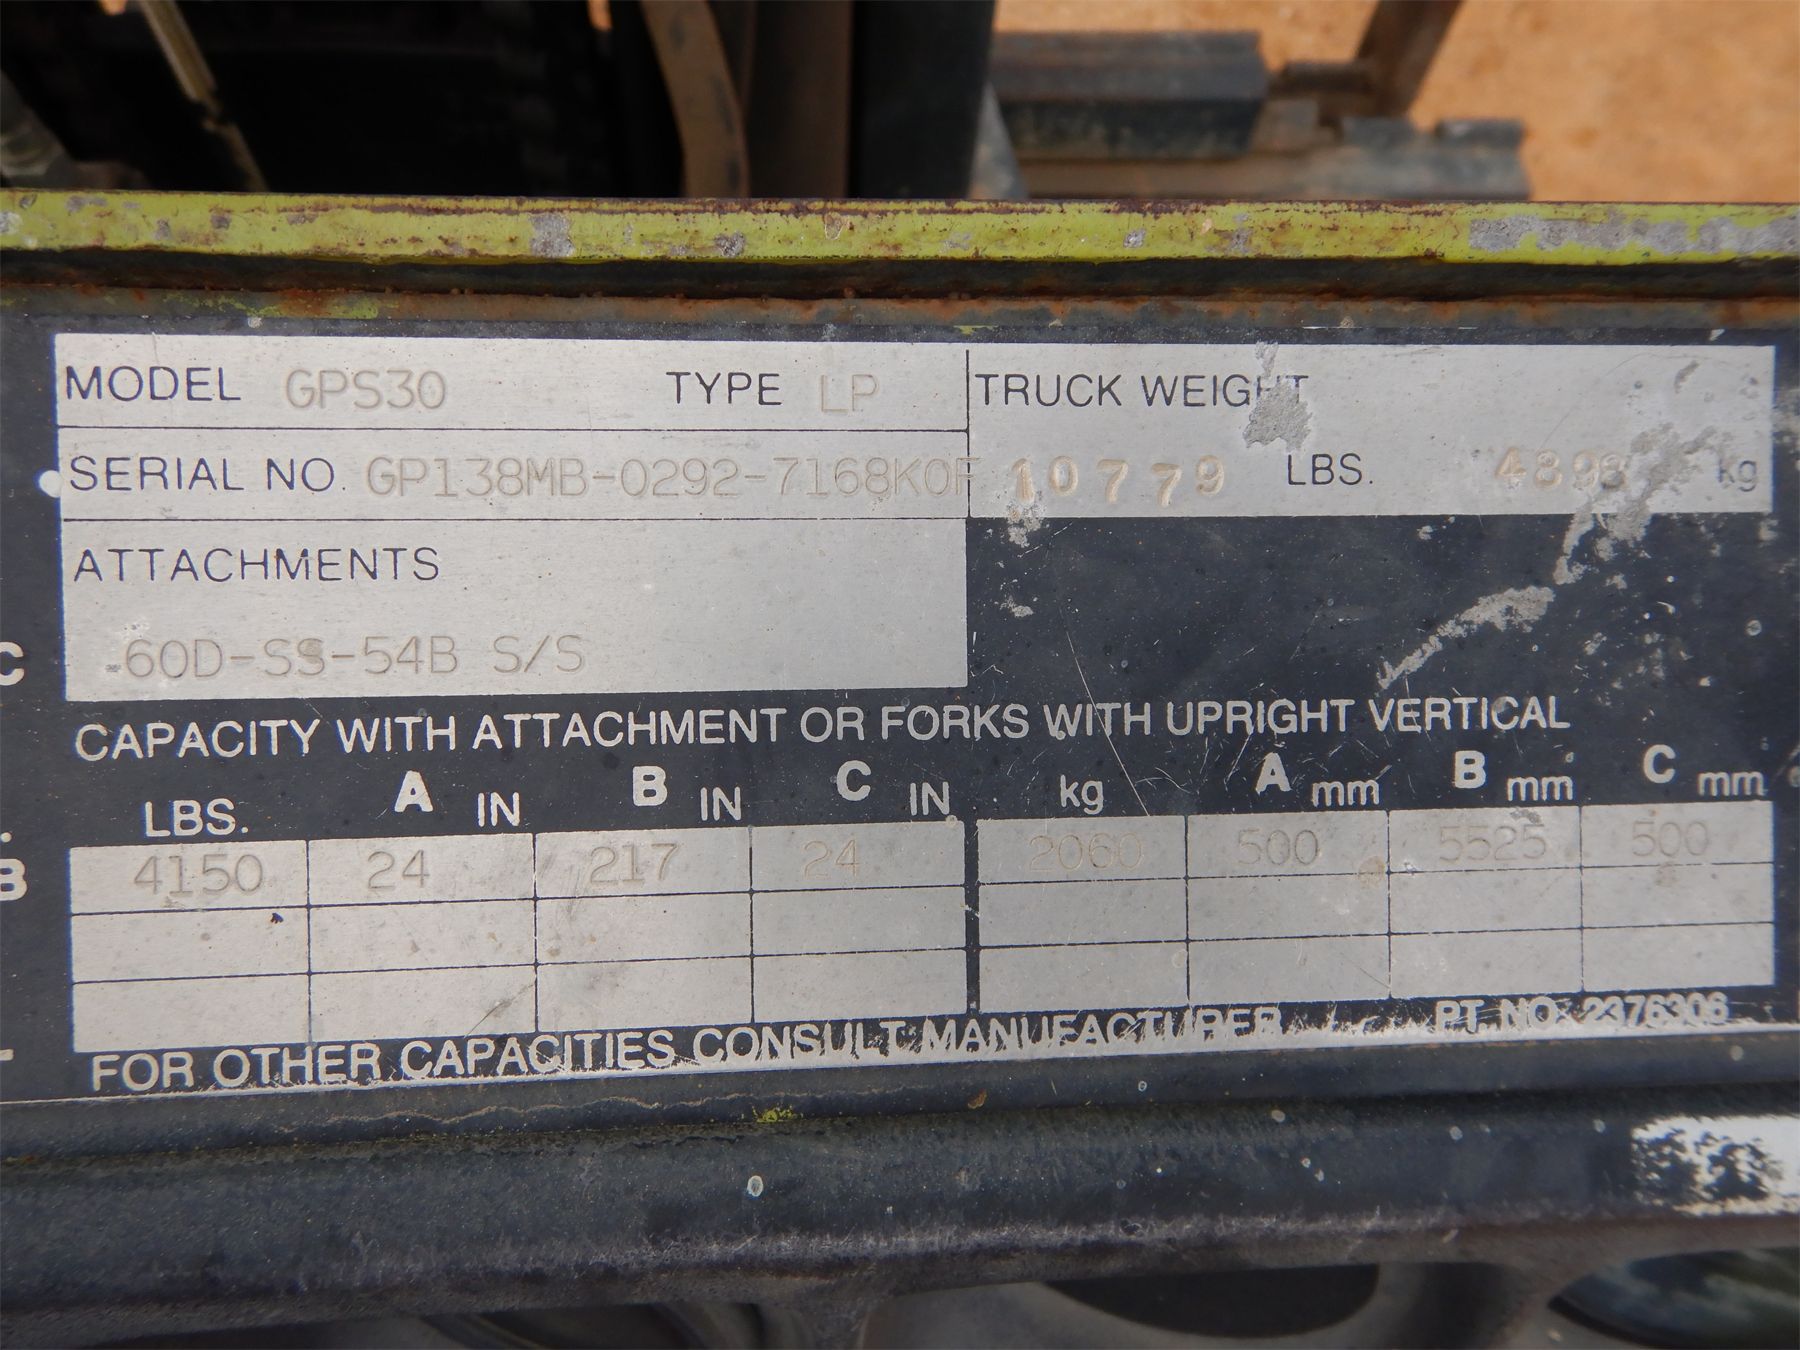 MODEL GPS30 TYPE LP TRUCK WEIGHT
SERIAL NO. GP138MB-0292-7168KOF 10779 LBS. kg
ATTACHMENTS
60D-SS-54B S/S
C
CAPACITY WITH ATTACHMENT OR FORKS WITH UPRIGHT VERTICAL
LBS. A IN B IN C IN kg A mm B mm C mm
B 4150 24 217 24 2060 500 5525 500
FOR OTHER CAPACITIES CONSULT MANUFACTURER PT NO. 2376306